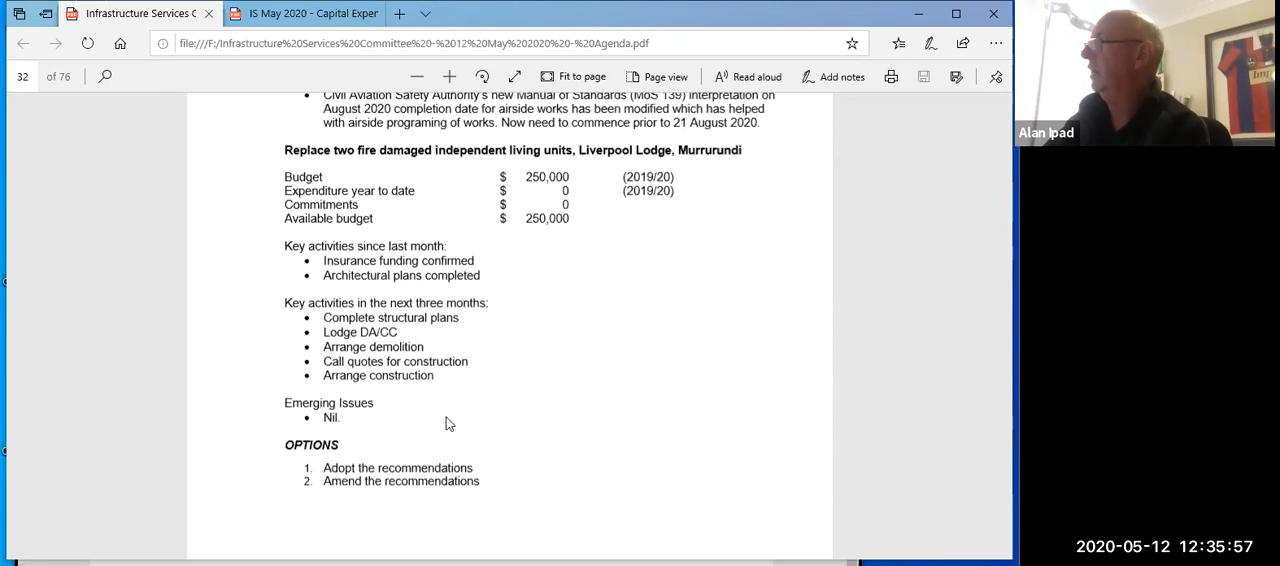 Infrastructure Services C
IS May 2020 - Capital Exper
file:///F:/Infrastructure%20Services%20Committee%20-%2012%20May%202020%20-%20Agenda.pdf
32 of 76
Fit to page
Page view
Read aloud
Add notes
Civil Aviation Safety Authority's new Manual of Standards (MoS 139) interpretation on
August 2020 completion date for airside works has been modified which has helped
with airside programing of works. Now need to commence prior to 21 August 2020.
Replace two fire damaged independent living units, Liverpool Lodge, Murrurundi
Budget $ 250,000 (2019/20)
Expenditure year to date $ 0 (2019/20)
Commitments $ 0
Available budget $ 250,000
Key activities since last month:
• Insurance funding confirmed
• Architectural plans completed
Key activities in the next three months:
• Complete structural plans
• Lodge DA/CC
• Arrange demolition
• Call quotes for construction
• Arrange construction
Emerging Issues
• Nil.
OPTIONS
1. Adopt the recommendations
2. Amend the recommendations
Alan Ipad
2020-05-12 12:35:57